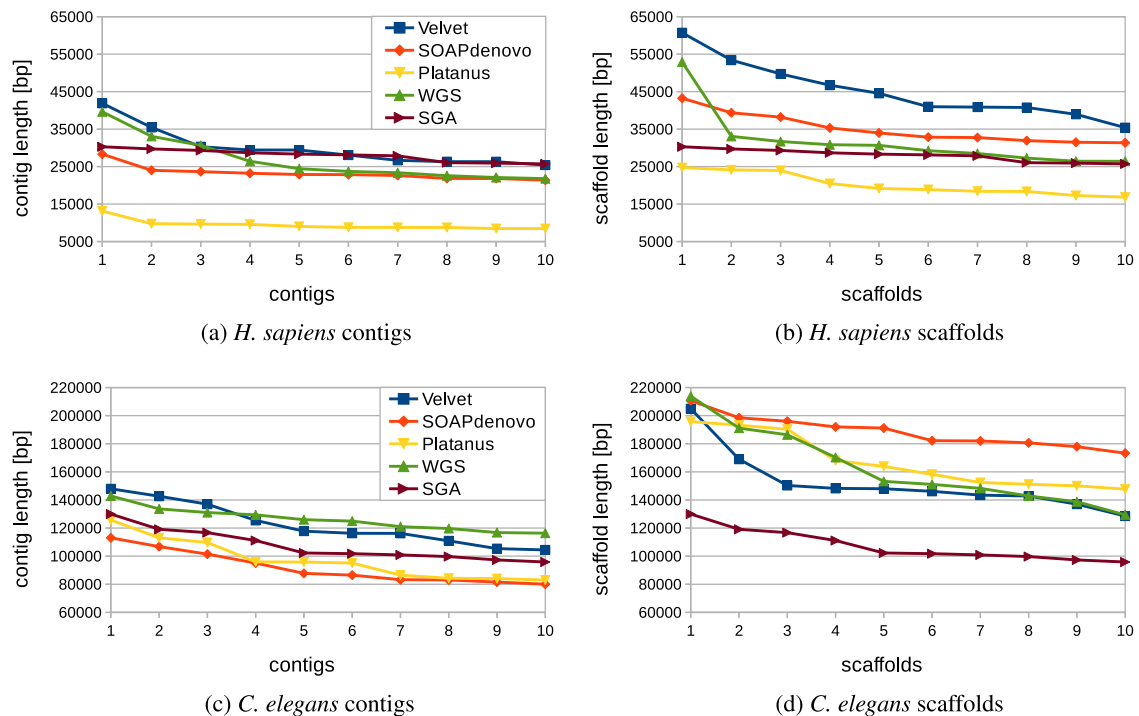 65000
55000
45000
35000
25000
15000
5000
contig length [bp]
Velvet
SOAPdenovo
Platanus
WGS
SGA
1 2 3 4 5 6 7 8 9 10
contigs
(a) H. sapiens contigs
65000
55000
45000
35000
25000
15000
5000
scaffold length [bp]
1 2 3 4 5 6 7 8 9 10
scaffolds
(b) H. sapiens scaffolds
220000
200000
180000
160000
140000
120000
100000
80000
60000
contig length [bp]
Velvet
SOAPdenovo
Platanus
WGS
SGA
1 2 3 4 5 6 7 8 9 10
contigs
(c) C. elegans contigs
220000
200000
180000
160000
140000
120000
100000
80000
60000
scaffold length [bp]
1 2 3 4 5 6 7 8 9 10
scaffolds
(d) C. elegans scaffolds